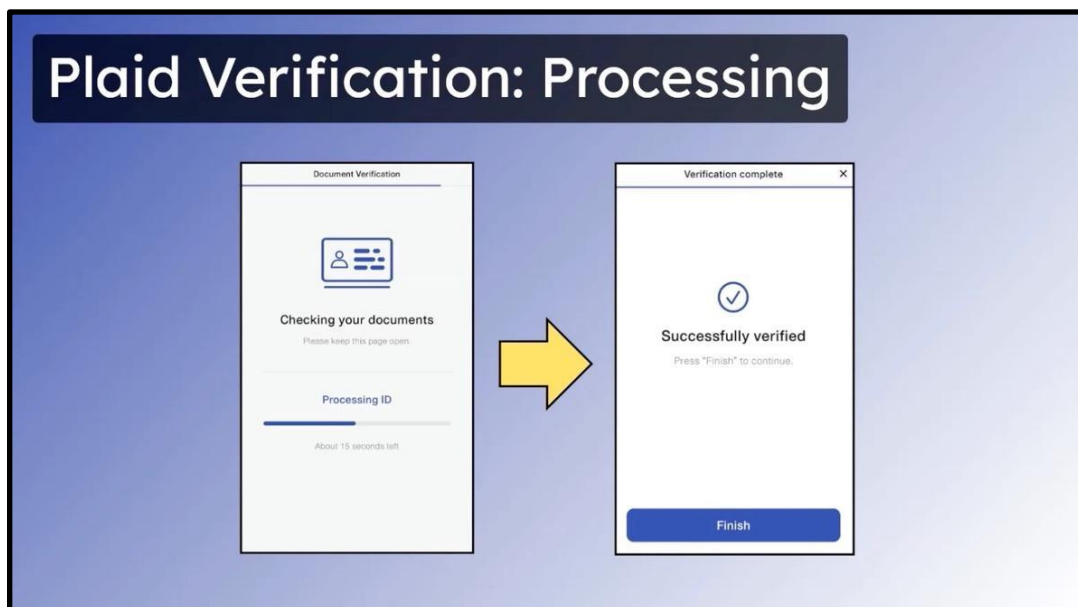 Plaid Verification: Processing
Document Verification
Checking your documents
Please keep this page open.
Processing ID
About 15 seconds left
Verification complete
Successfully verified
Press "Finish" to continue.
Finish